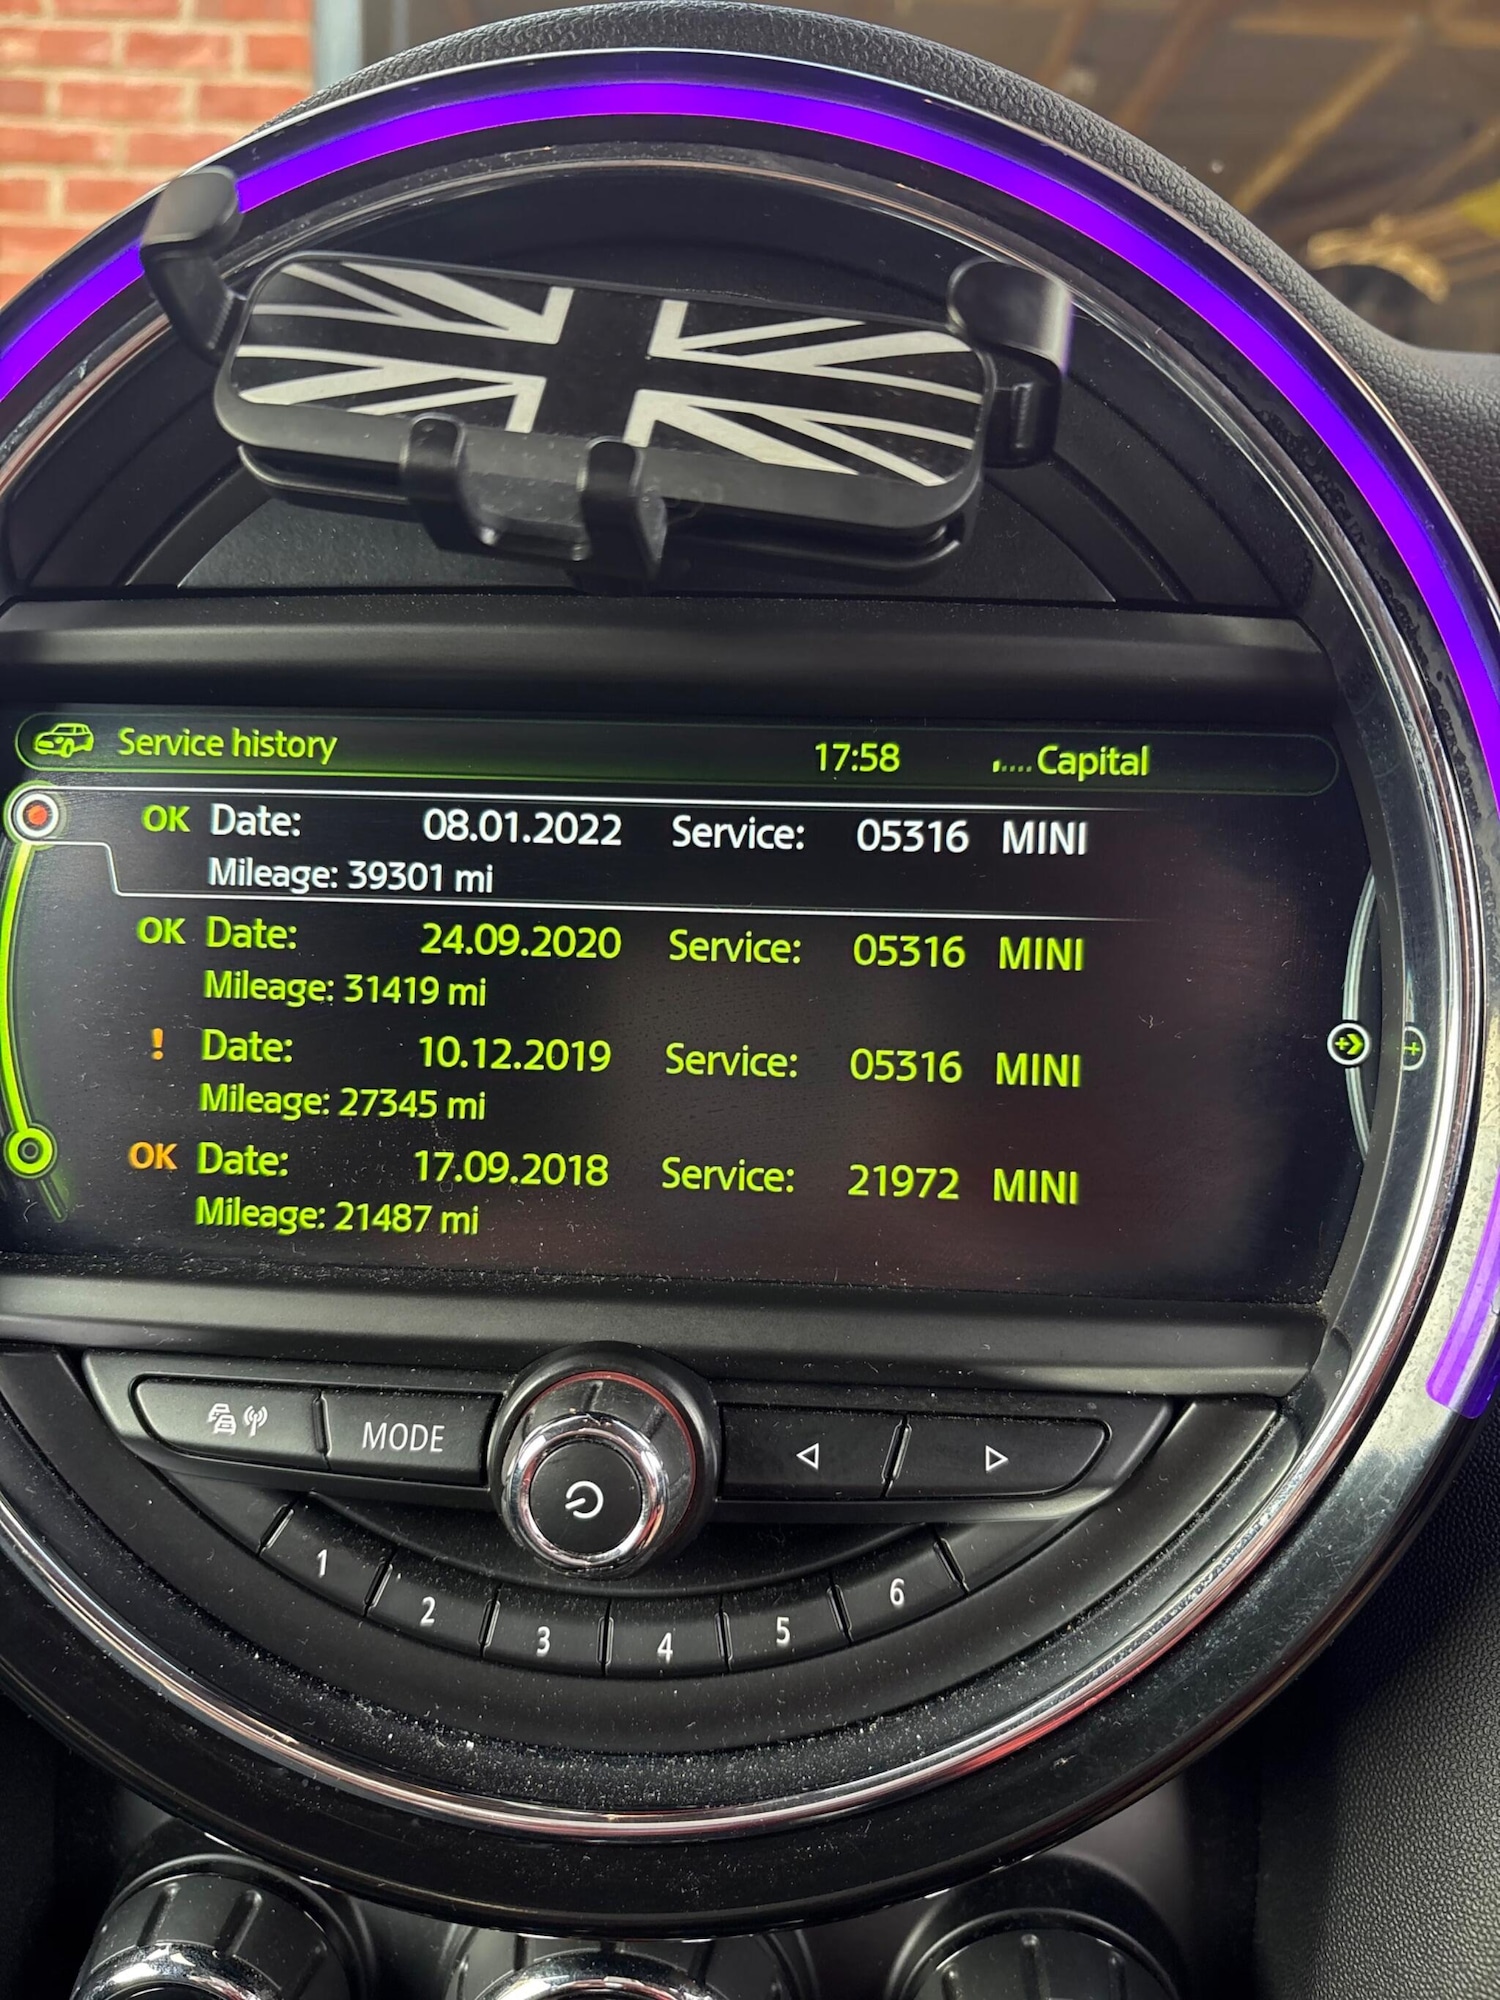 Service history 17:58 Capital
OK Date: 08.01.2022 Service: 05316 MINI
Mileage: 39301 mi
OK Date: 24.09.2020 Service: 05316 MINI
Mileage: 31419 mi
! Date: 10.12.2019 Service: 05316 MINI
Mileage: 27345 mi
OK Date: 17.09.2018 Service: 21972 MINI
Mileage: 21487 mi
MODE
1 2 3 4 5 6